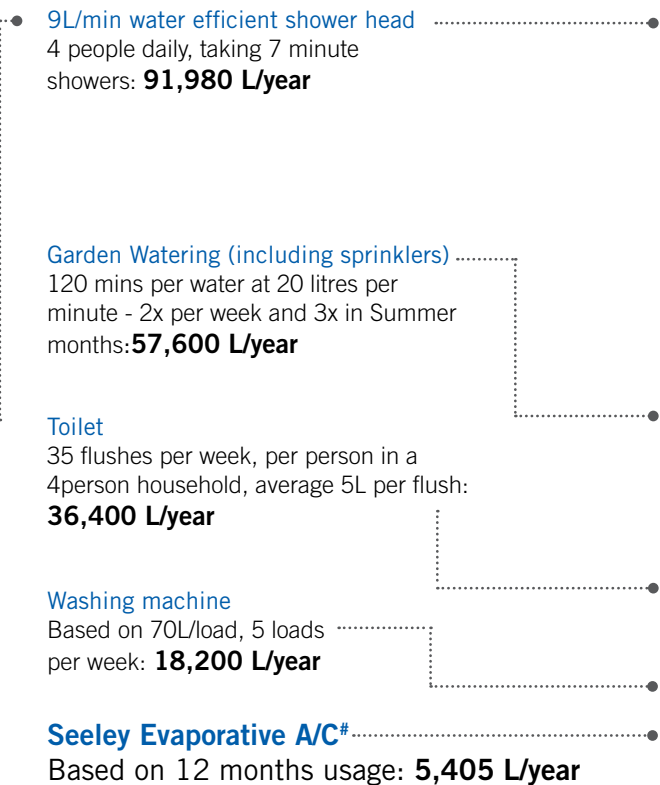 9L/min water efficient shower head
4 people daily, taking 7 minute
showers: 91,980 L/year
Garden Watering (including sprinklers)
120 mins per water at 20 litres per
minute - 2x per week and 3x in Summer
months:57,600 L/year
Toilet
35 flushes per week, per person in a
4person household, average 5L per flush:
36,400 L/year
Washing machine
Based on 70L/load, 5 loads
per week: 18,200 L/year
Seeley Evaporative A/C#
Based on 12 months usage: 5,405 L/year